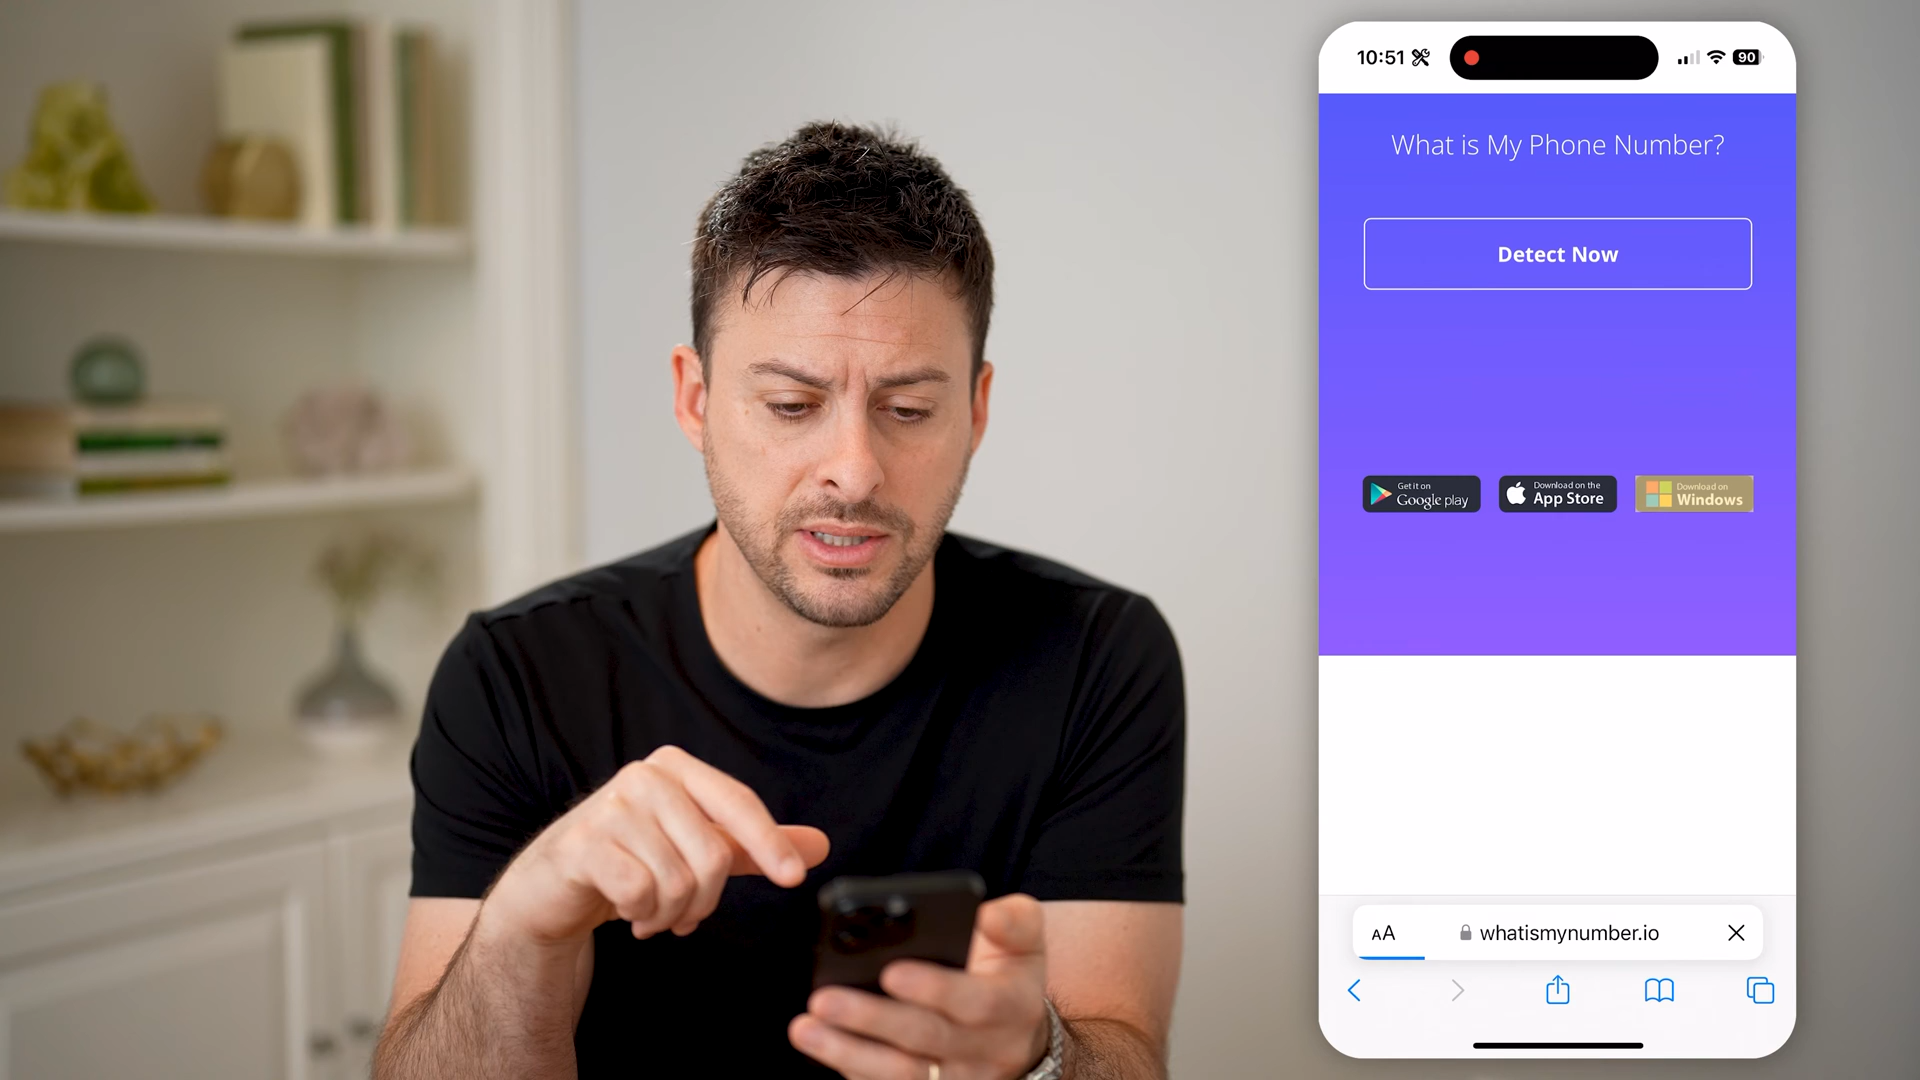 10:51
90
What is My Phone Number?
Detect Now
Get it on
Google play
Download on the
App Store
Download on
Windows
AA
whatismynumber.io